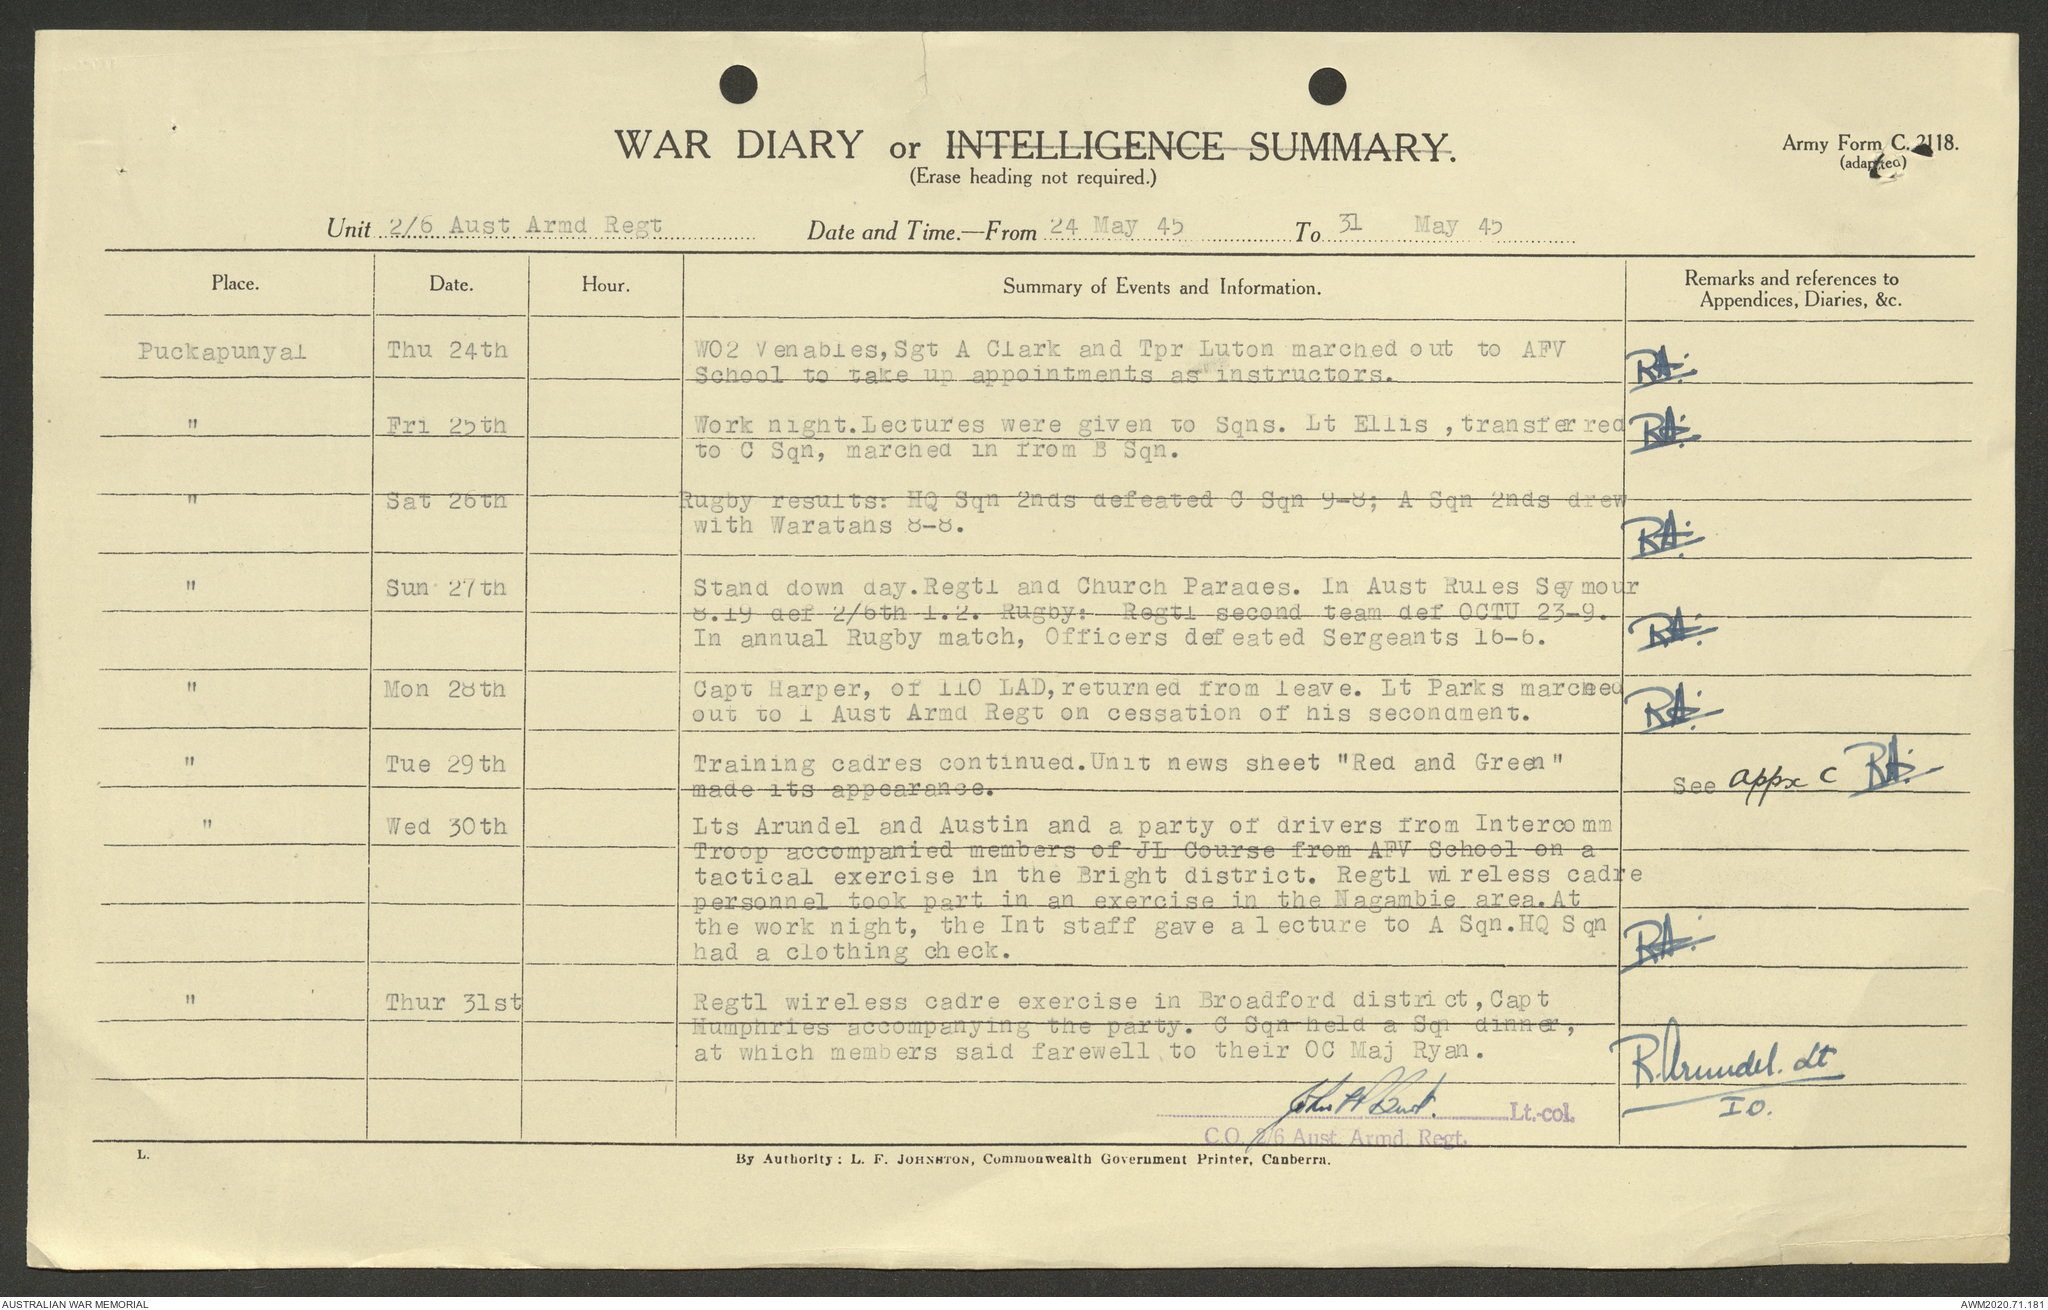 WAR DIARY or INTELLIGENCE SUMMARY.
(Erase heading not required.)
Army Form C. 2118.
(adapted)
Unit 2/6 Aust Armd Regt Date and Time.—From 24 May 45 To 31 May 45
Place. Date. Hour. Summary of Events and Information. Remarks and references to
Appendices, Diaries, &c.
Puckapunyal Thu 24th WO2 Venables,Sgt A Clark and Tpr Luton marched out to AFV
School to take up appointments as instructors. RA.
" Fri 25th Work night.Lectures were given to Sqns. Lt Ellis ,transferred RA.
to C Sqn, marched in from B Sqn.
" Sat 26th Rugby results: HQ Sqn 2nds defeated C Sqn 9-8; A Sqn 2nds drew
with Waratahs 8-8. RA.
" Sun 27th Stand down day.Regtl and Church Parades. In Aust Rules Seymour
8.19 def 2/6th 1.2. Rugby: Regtl second team def OCTU 23-9.
In annual Rugby match, Officers defeated Sergeants 16-6. RA.
" Mon 28th Capt Harper, of 110 LAD,returned from leave. Lt Parks marched
out to 1 Aust Armd Regt on cessation of his secondment. RA.
" Tue 29th Training cadres continued.Unit news sheet "Red and Green"
made its appearance. See appx C RA.
" Wed 30th Lts Arundel and Austin and a party of drivers from Intercomm
Troop accompanied members of JL Course from AFV School on a
tactical exercise in the Bright district. Regtl wireless cadre
personnel took part in an exercise in the Nagambie area.At
the work night, the Int staff gave a lecture to A Sqn.HQ Sqn
had a clothing check. RA.
" Thur 31st Regtl wireless cadre exercise in Broadford district,Capt
Humphries accompanying the party. C Sqn held a Sqn dinner,
at which members said farewell to their OC Maj Ryan. R. Arundel. Lt
I O.
John Lt.-col.
C.O. 2/6 Aust. Armd. Regt.
L. By Authority: L. F. JOHNSTON, Commonwealth Government Printer, Canberra.
AUSTRALIAN WAR MEMORIAL AWM2020.71.181